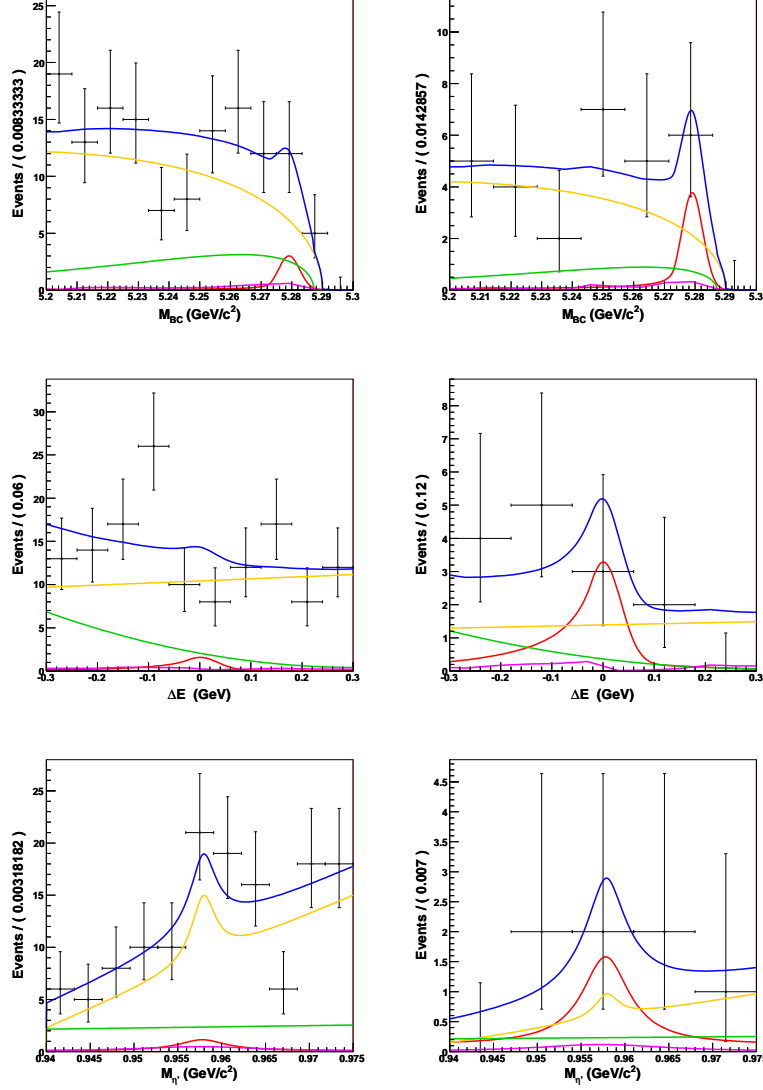 25
20
15
10
5
0
Events / ( 0.00833333 )
5.2 5.21 5.22 5.23 5.24 5.25 5.26 5.27 5.28 5.29 5.3
M_BC (GeV/c²)
10
8
6
4
2
0
Events / ( 0.0142857 )
5.2 5.21 5.22 5.23 5.24 5.25 5.26 5.27 5.28 5.29 5.3
M_BC (GeV/c²)
30
25
20
15
10
5
0
Events / ( 0.06 )
-0.3 -0.2 -0.1 0 0.1 0.2 0.3
ΔE (GeV)
8
7
6
5
4
3
2
1
0
Events / ( 0.12 )
-0.3 -0.2 -0.1 0 0.1 0.2 0.3
ΔE (GeV)
25
20
15
10
5
0
Events / ( 0.00318182 )
0.94 0.945 0.95 0.955 0.96 0.965 0.97 0.975
M_η' (GeV/c²)
4.5
4
3.5
3
2.5
2
1.5
1
0.5
0
Events / ( 0.007 )
0.94 0.945 0.95 0.955 0.96 0.965 0.97 0.975
M_η' (GeV/c²)